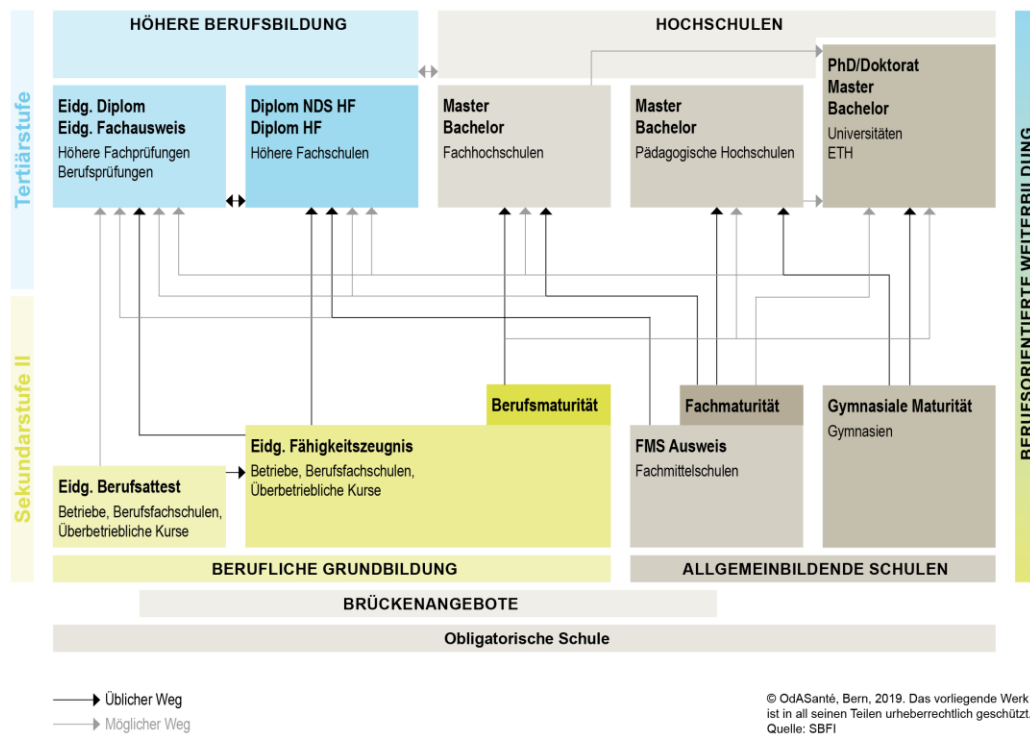 HÖHERE BERUFSBILDUNG
HOCHSCHULEN
Tertiärstufe
Eidg. Diplom
Eidg. Fachausweis
Höhere Fachprüfungen
Berufsprüfungen
Diplom NDS HF
Diplom HF
Höhere Fachschulen
Master
Bachelor
Fachhochschulen
Master
Bachelor
Pädagogische Hochschulen
PhD/Doktorat
Master
Bachelor
Universitäten
ETH
BERUFSORIENTIERTE WEITERBILDUNG
Sekundarstufe II
Berufsmaturität
Fachmaturität
Gymnasiale Maturität
Gymnasien
Eidg. Fähigkeitszeugnis
Betriebe, Berufsfachschulen,
Überbetriebliche Kurse
FMS Ausweis
Fachmittelschulen
Eidg. Berufsattest
Betriebe, Berufsfachschulen,
Überbetriebliche Kurse
BERUFLICHE GRUNDBILDUNG
ALLGEMEINBILDENDE SCHULEN
BRÜCKENANGEBOTE
Obligatorische Schule
Üblicher Weg
Möglicher Weg
© OdASanté, Bern, 2019. Das vorliegende Werk
ist in all seinen Teilen urheberrechtlich geschützt.
Quelle: SBFI